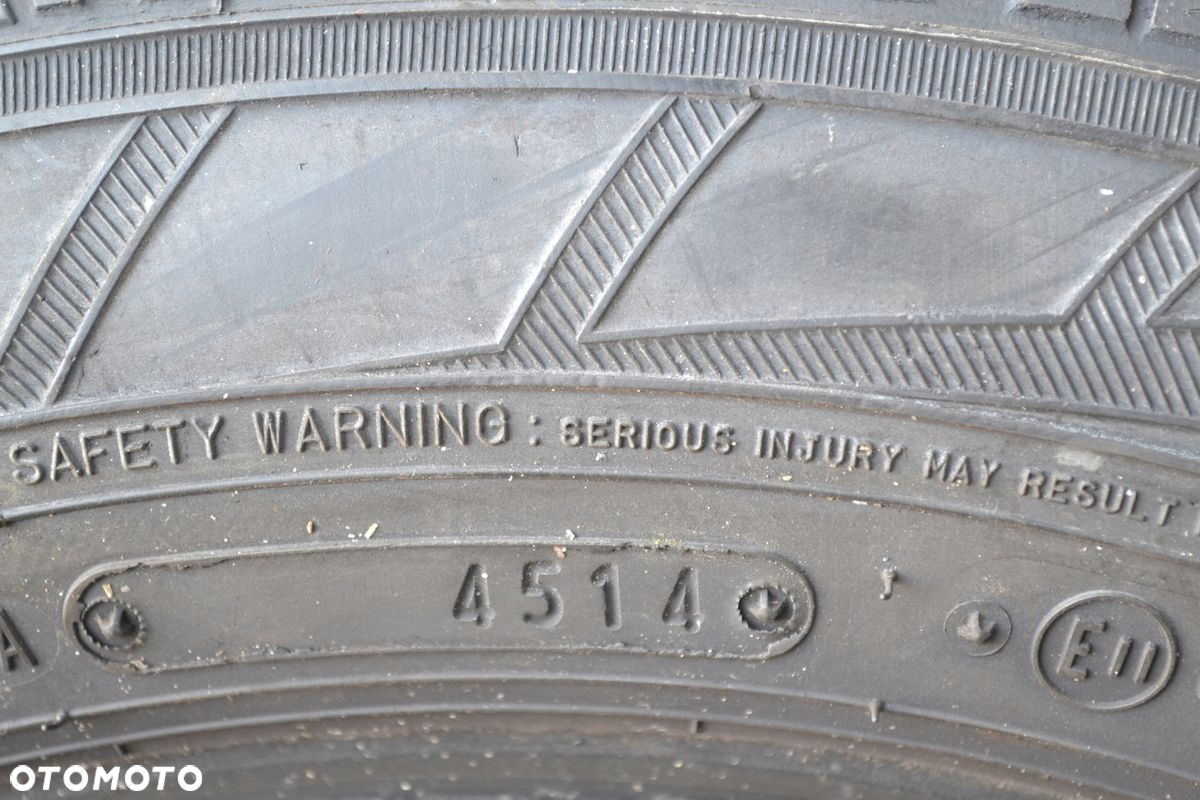 SAFETY WARNING : SERIOUS INJURY MAY RESULT
A
4514
E11
OTOMOTO